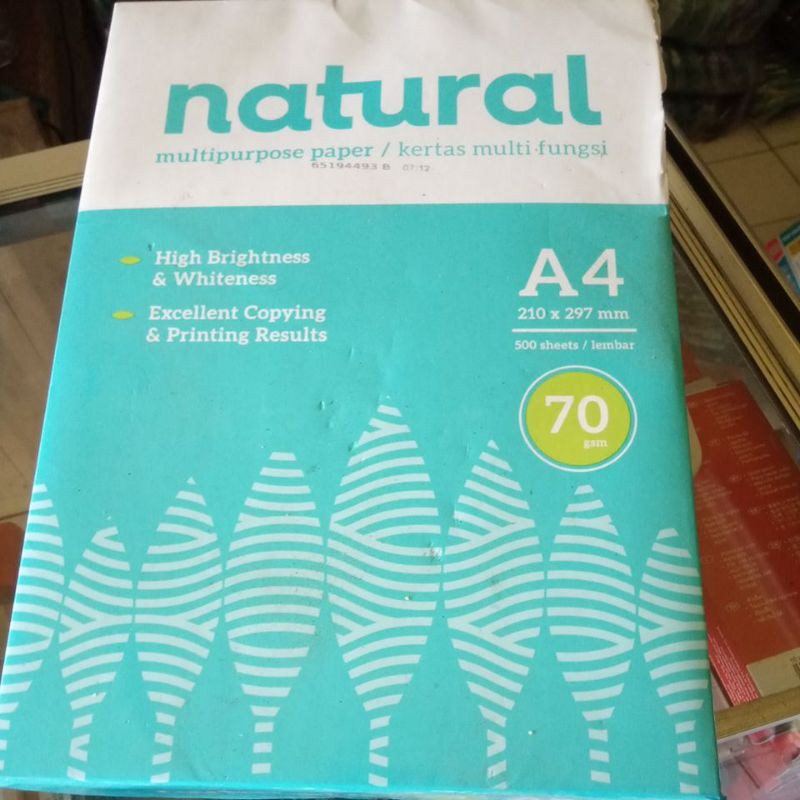 natural
multipurpose paper / kertas multi fungsi
65194493 B 07:12
High Brightness
& Whiteness
Excellent Copying
& Printing Results
A4
210 x 297 mm
500 sheets / lembar
70
gsm